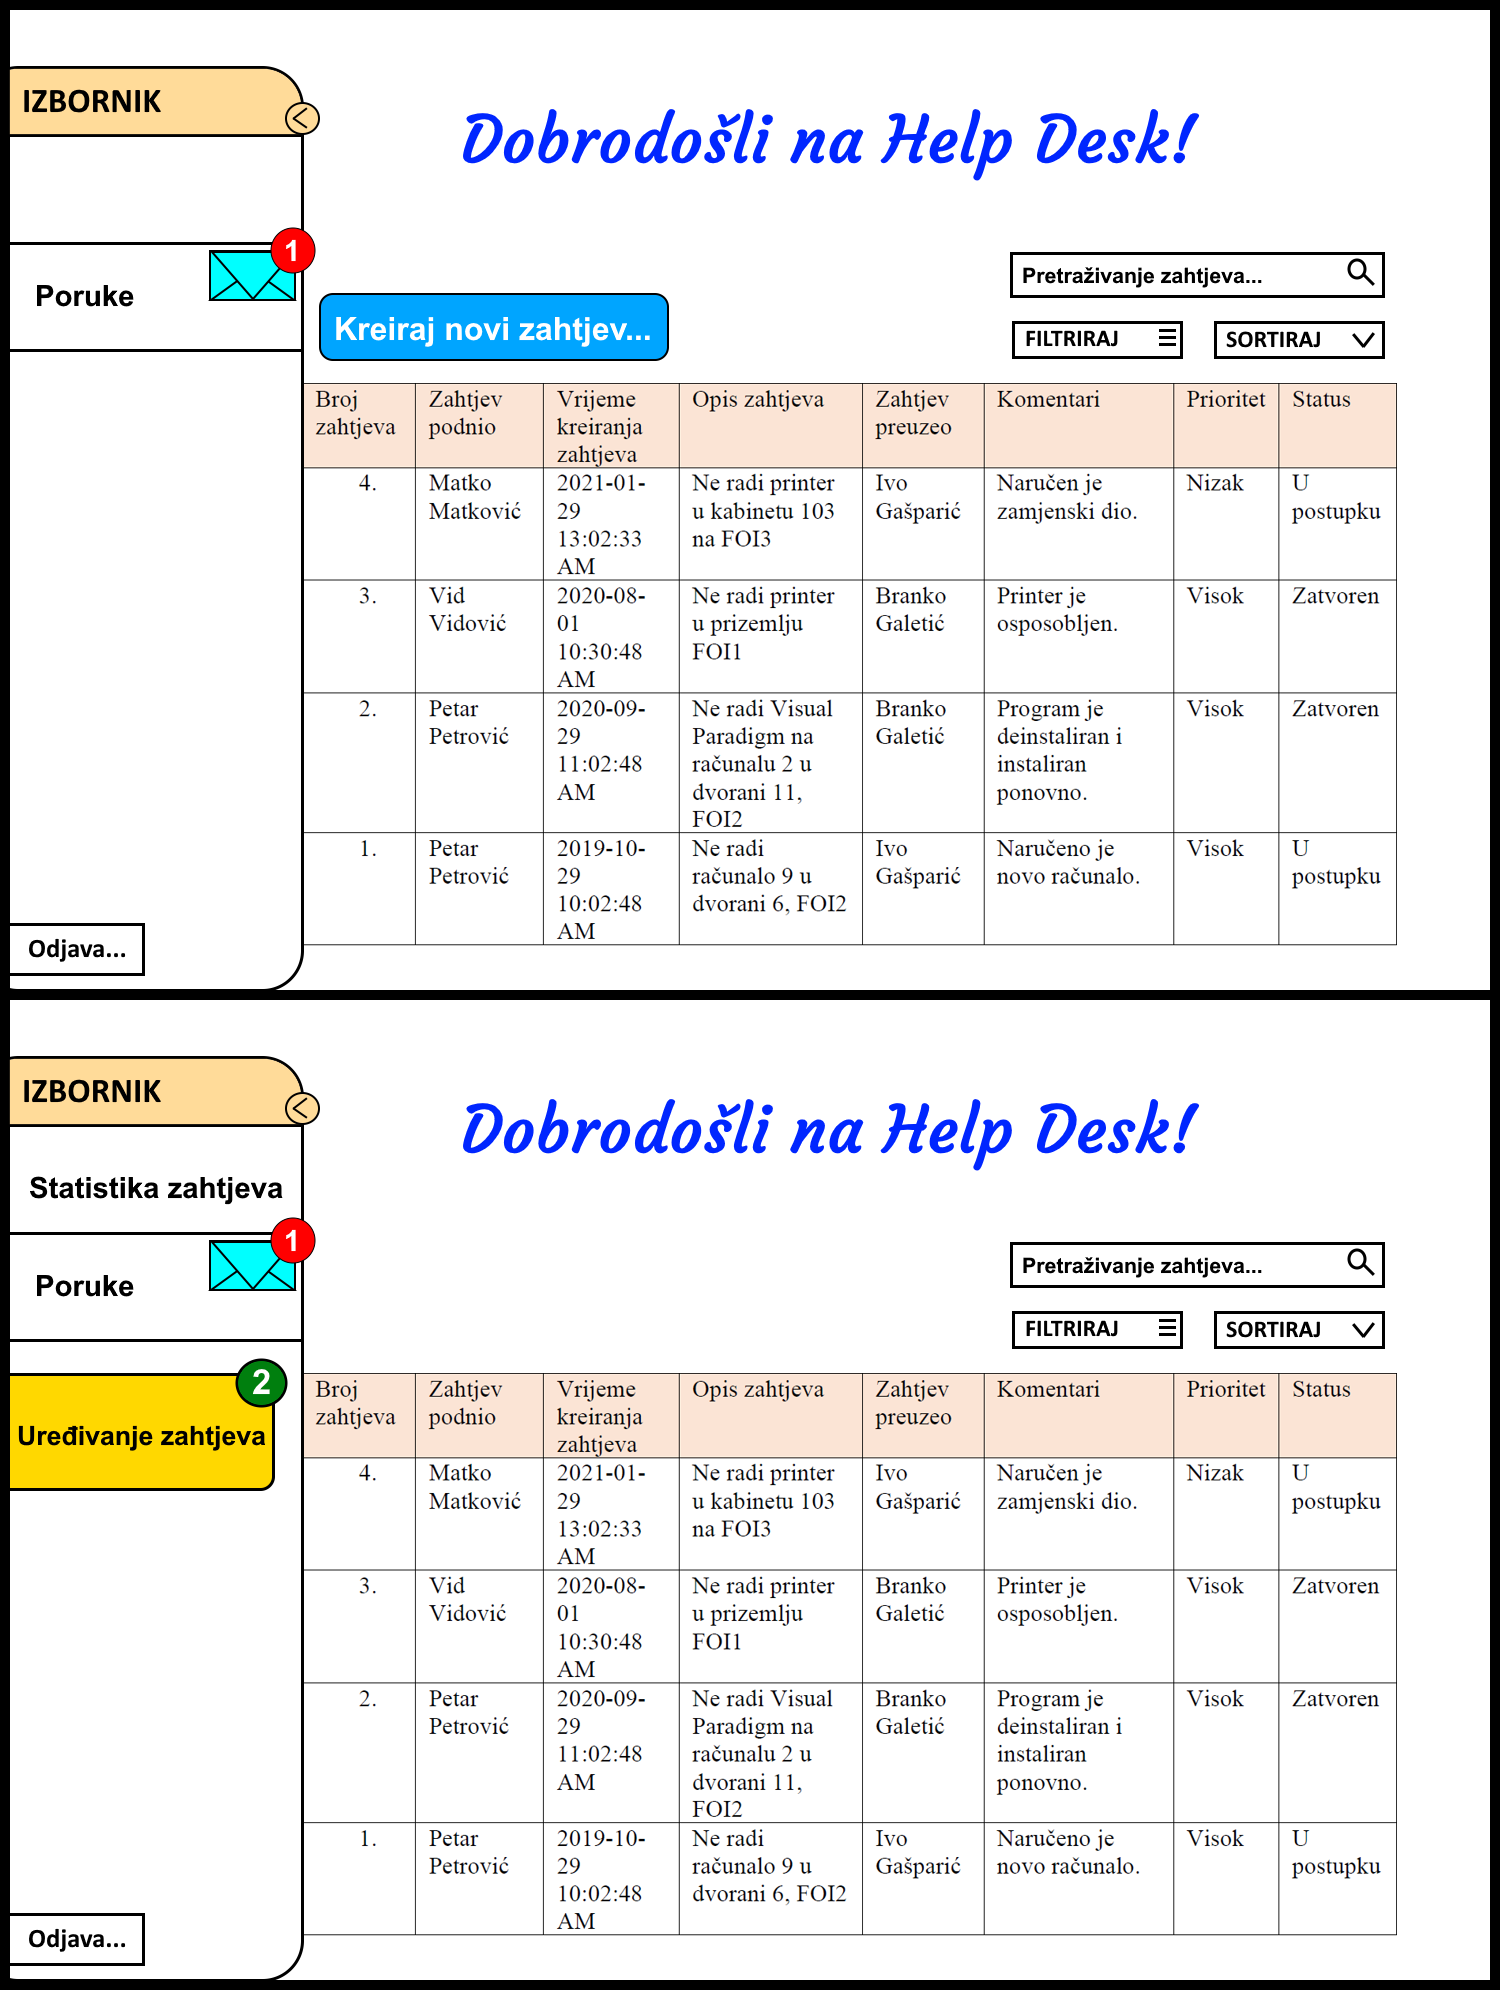 IZBORNIK
Dobrodošli na Help Desk!
1
Poruke
Pretraživanje zahtjeva...
Kreiraj novi zahtjev...
FILTRIRAJ
SORTIRAJ
Broj zahtjeva
Zahtjev podnio
Vrijeme kreiranja zahtjeva
Opis zahtjeva
Zahtjev preuzeo
Komentari
Prioritet
Status
4.
Matko
Matković
2021-01-
29
13:02:33
AM
Ne radi printer
u kabinetu 103
na FOI3
Ivo
Gašparić
Naručen je
zamjenski dio.
Nizak
U
postupku
3.
Vid
Vidović
2020-08-
01
10:30:48
AM
Ne radi printer
u prizemlju
FOI1
Branko
Galetić
Printer je
osposobljen.
Visok
Zatvoren
2.
Petar
Petrović
2020-09-
29
11:02:48
AM
Ne radi Visual
Paradigm na
računalu 2 u
dvorani 11,
FOI2
Branko
Galetić
Program je
deinstaliran i
instaliran
ponovno.
Visok
Zatvoren
1.
Petar
Petrović
2019-10-
29
10:02:48
AM
Ne radi
računalo 9 u
dvorani 6, FOI2
Ivo
Gašparić
Naručeno je
novo računalo.
Visok
U
postupku
Odjava...
IZBORNIK
Dobrodošli na Help Desk!
Statistika zahtjeva
1
Poruke
Pretraživanje zahtjeva...
FILTRIRAJ
SORTIRAJ
2
Uređivanje zahtjeva
Broj
zahtjeva
Zahtjev
podnio
Vrijeme
kreiranja
zahtjeva
Opis zahtjeva
Zahtjev
preuzeo
Komentari
Prioritet
Status
4.
Matko
Matković
2021-01-
29
13:02:33
AM
Ne radi printer
u kabinetu 103
na FOI3
Ivo
Gašparić
Naručen je
zamjenski dio.
Nizak
U
postupku
3.
Vid
Vidović
2020-08-
01
10:30:48
AM
Ne radi printer
u prizemlju
FOI1
Branko
Galetić
Printer je
osposobljen.
Visok
Zatvoren
2.
Petar
Petrović
2020-09-
29
11:02:48
AM
Ne radi Visual
Paradigm na
računalu 2 u
dvorani 11,
FOI2
Branko
Galetić
Program je
deinstaliran i
instaliran
ponovno.
Visok
Zatvoren
1.
Petar
Petrović
2019-10-
29
10:02:48
AM
Ne radi
računalo 9 u
dvorani 6, FOI2
Ivo
Gašparić
Naručeno je
novo računalo.
Visok
U
postupku
Odjava...